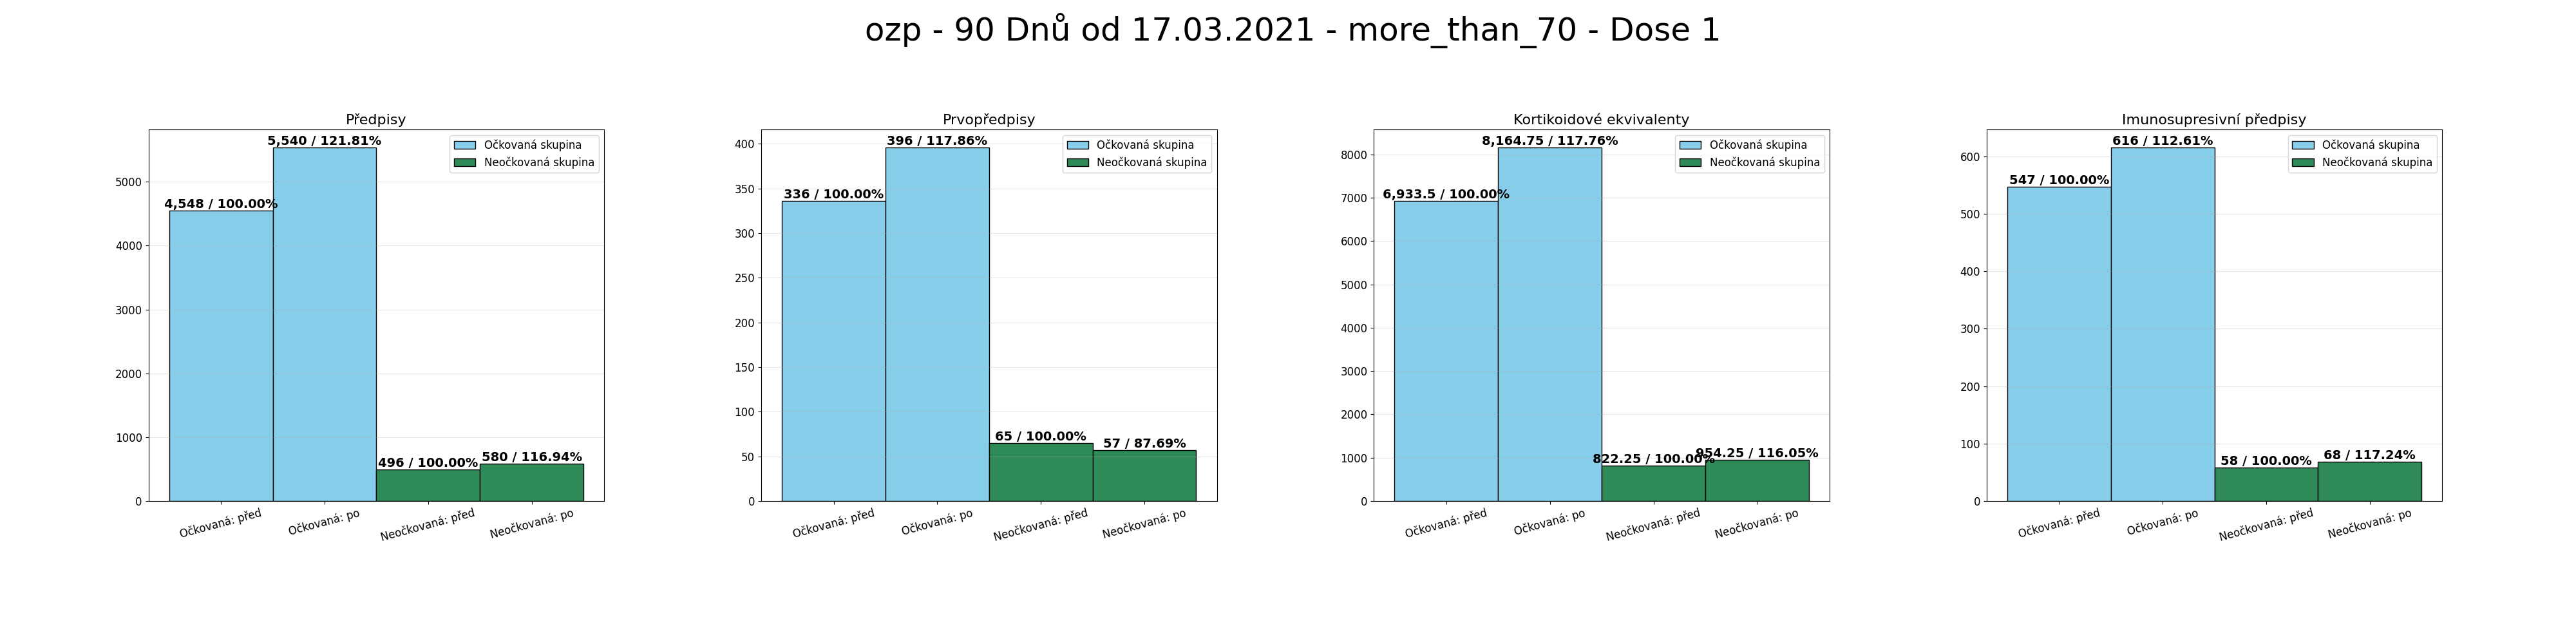 ozp - 90 Dnů od 17.03.2021 - more_than_70 - Dose 1
Předpisy
5,540 / 121.81%
4,548 / 100.00%
496 / 100.00%
580 / 116.94%
Očkovaná skupina
Neočkovaná skupina
5000
4000
3000
2000
1000
0
Očkovaná: před
Očkovaná: po
Neočkovaná: před
Neočkovaná: po
Prvopředpisy
396 / 117.86%
336 / 100.00%
65 / 100.00%
57 / 87.69%
Očkovaná skupina
Neočkovaná skupina
400
350
300
250
200
150
100
50
0
Očkovaná: před
Očkovaná: po
Neočkovaná: před
Neočkovaná: po
Kortikoidové ekvivalenty
8,164.75 / 117.76%
6,933.5 / 100.00%
822.25 / 100.00%
954.25 / 116.05%
Očkovaná skupina
Neočkovaná skupina
8000
7000
6000
5000
4000
3000
2000
1000
0
Očkovaná: před
Očkovaná: po
Neočkovaná: před
Neočkovaná: po
Imunosupresivní předpisy
616 / 112.61%
547 / 100.00%
58 / 100.00%
68 / 117.24%
Očkovaná skupina
Neočkovaná skupina
600
500
400
300
200
100
0
Očkovaná: před
Očkovaná: po
Neočkovaná: před
Neočkovaná: po